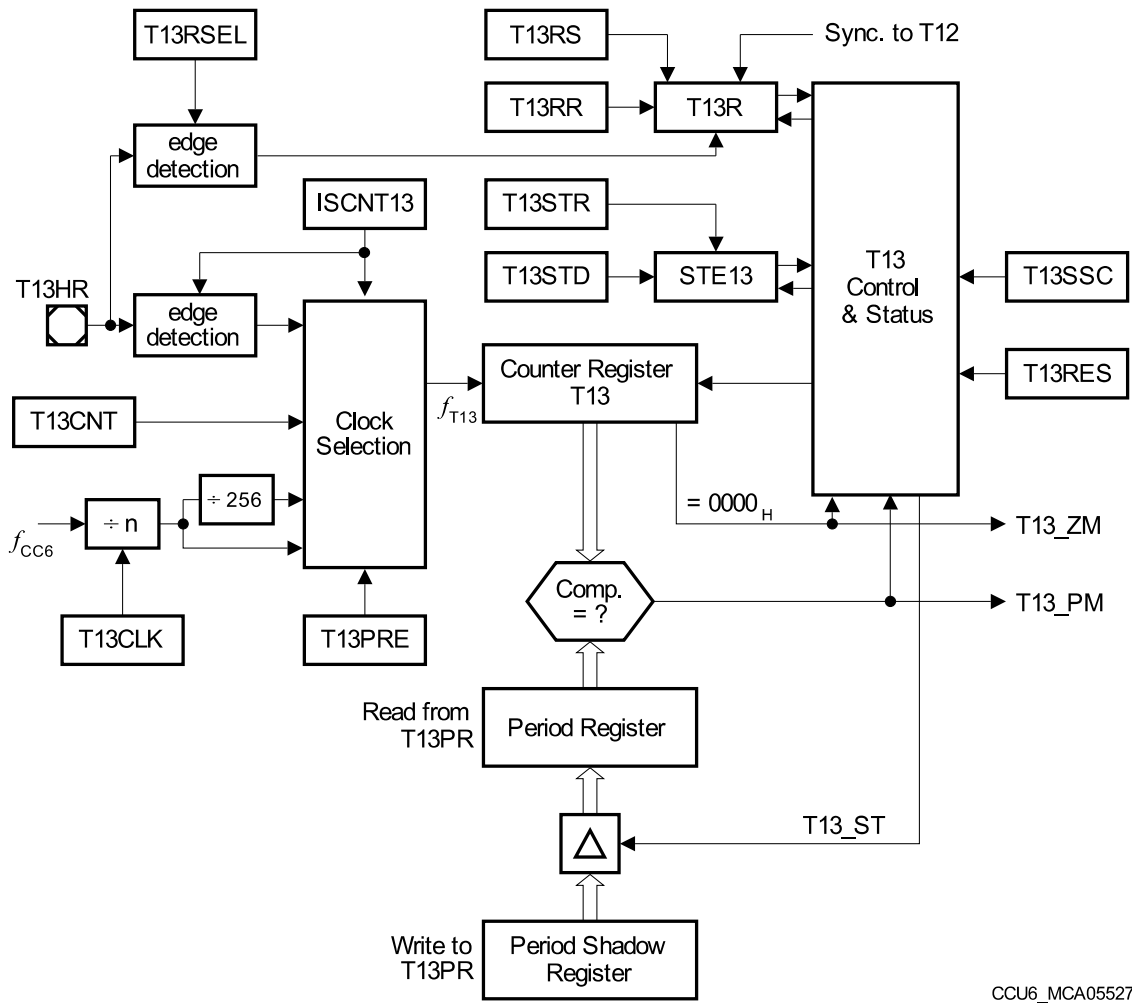 T13RSEL
T13RS
Sync. to T12
T13RR
T13R
edge
detection
ISCNT13
T13STR
T13STD
STE13
T13
Control
& Status
T13SSC
T13HR
edge
detection
T13RES
Counter Register
T13
fT13
T13CNT
Clock
Selection
÷ 256
÷ n
fCC6
= 0000H
T13_ZM
Comp.
= ?
T13_PM
T13CLK
T13PRE
Read from
T13PR
Period Register
T13_ST
Δ
Write to
T13PR
Period Shadow
Register
CCU6_MCA05527